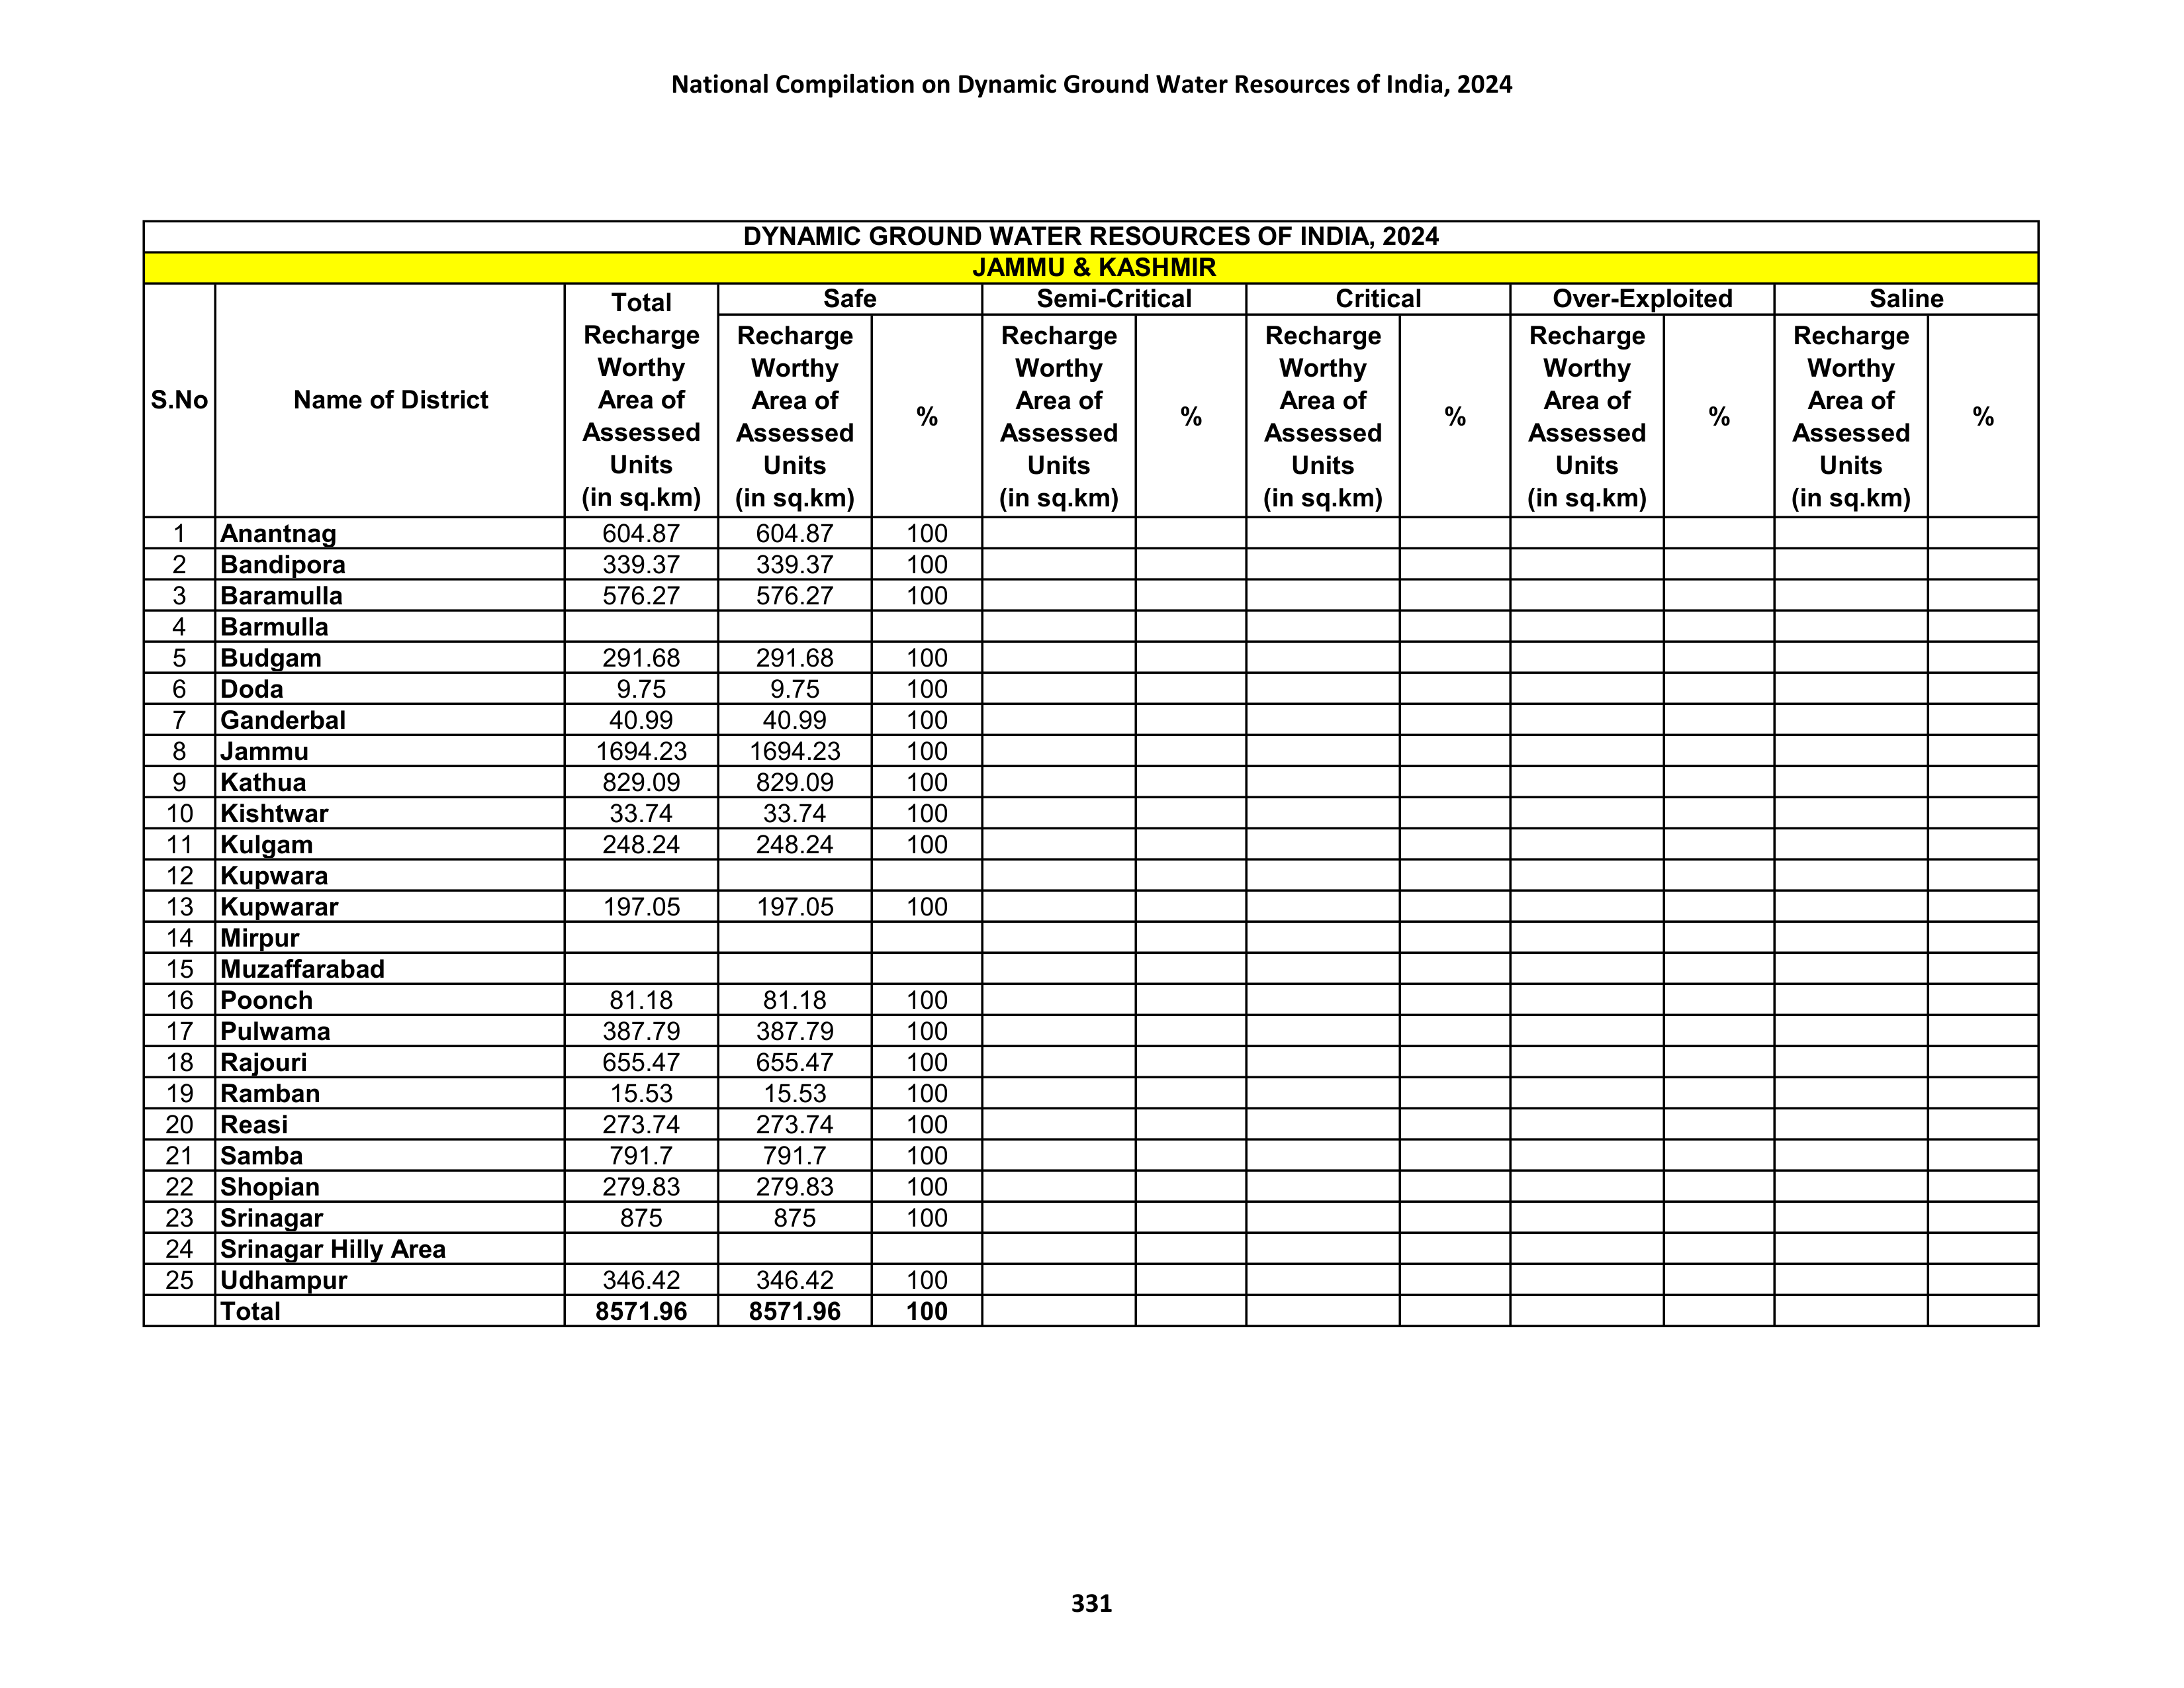 National Compilation on Dynamic Ground Water Resources of India, 2024
DYNAMIC GROUND WATER RESOURCES OF INDIA, 2024
JAMMU & KASHMIR
S.No Name of District Total Recharge Worthy Area of Assessed Units (in sq.km) Safe Semi-Critical Critical Over-Exploited Saline
Recharge Worthy Area of Assessed Units (in sq.km) % Recharge Worthy Area of Assessed Units (in sq.km) % Recharge Worthy Area of Assessed Units (in sq.km) % Recharge Worthy Area of Assessed Units (in sq.km) % Recharge Worthy Area of Assessed Units (in sq.km) %
1 Anantnag 604.87 604.87 100
2 Bandipora 339.37 339.37 100
3 Baramulla 576.27 576.27 100
4 Barmulla
5 Budgam 291.68 291.68 100
6 Doda 9.75 9.75 100
7 Ganderbal 40.99 40.99 100
8 Jammu 1694.23 1694.23 100
9 Kathua 829.09 829.09 100
10 Kishtwar 33.74 33.74 100
11 Kulgam 248.24 248.24 100
12 Kupwara
13 Kupwarar 197.05 197.05 100
14 Mirpur
15 Muzaffarabad
16 Poonch 81.18 81.18 100
17 Pulwama 387.79 387.79 100
18 Rajouri 655.47 655.47 100
19 Ramban 15.53 15.53 100
20 Reasi 273.74 273.74 100
21 Samba 791.7 791.7 100
22 Shopian 279.83 279.83 100
23 Srinagar 875 875 100
24 Srinagar Hilly Area
25 Udhampur 346.42 346.42 100
Total 8571.96 8571.96 100
331